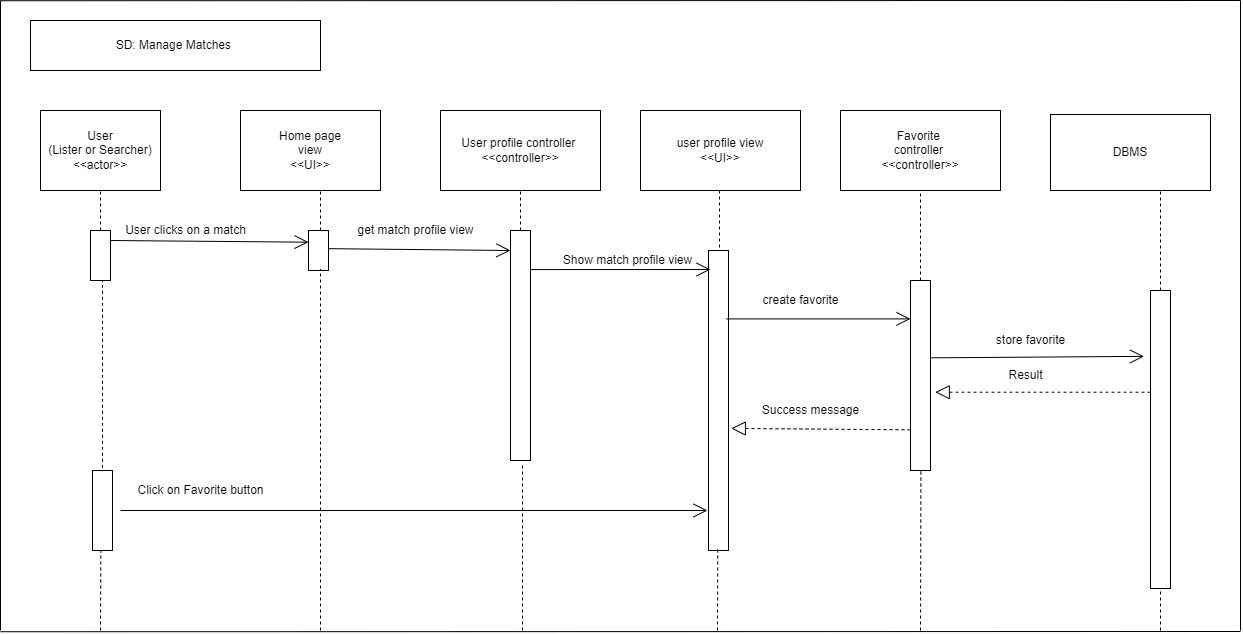 SD: Manage Matches
User
(Lister or Searcher)
<<actor>>
Home page
view
<<UI>>
User profile controller
<<controller>>
user profile view
<<UI>>
Favorite
controller
<<controller>>
DBMS
User clicks on a match
get match profile view
Show match profile view
create favorite
store favorite
Result
Success message
Click on Favorite button